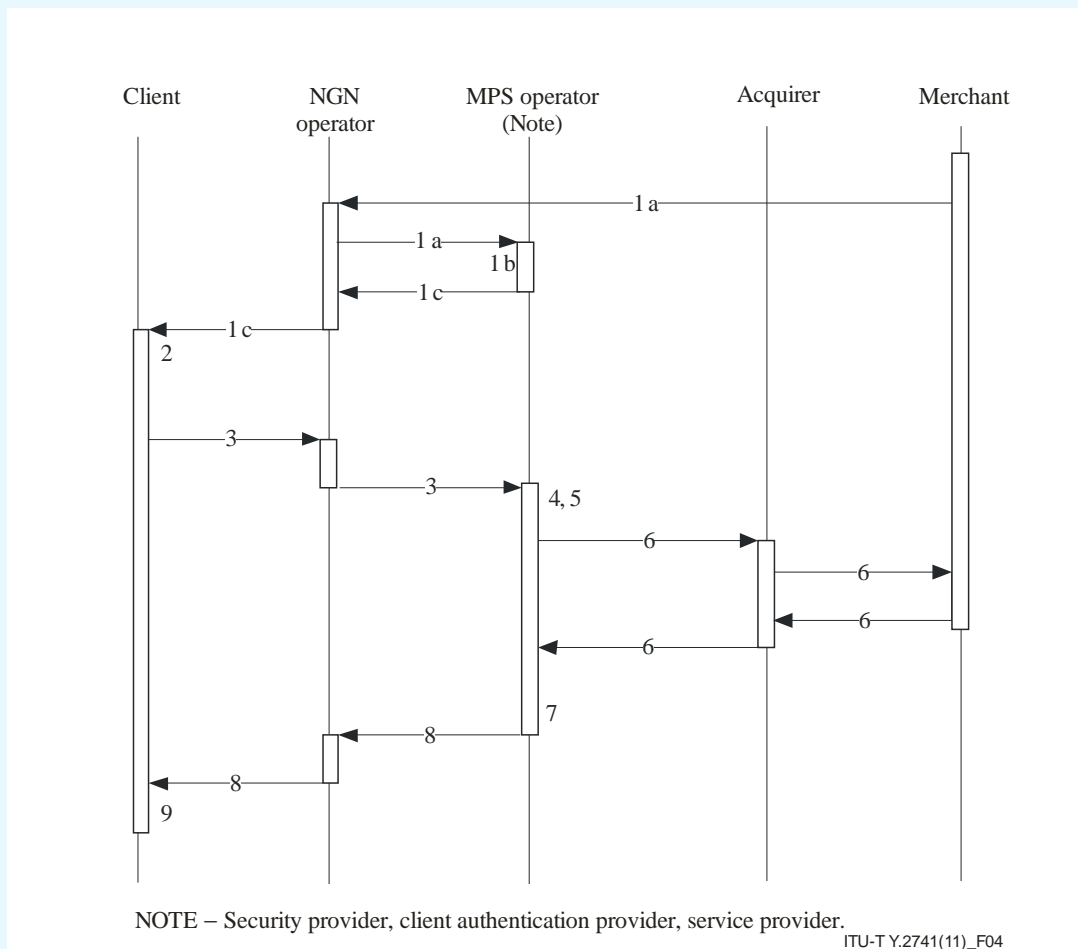 Client
NGN
operator
MPS operator
(Note)
Acquirer
Merchant
1 a
1 a
1 b
1 c
1 c
2
3
3
4, 5
6
6
6
6
7
8
8
9
NOTE – Security provider, client authentication provider, service provider.
ITU-T Y.2741(11)_F04